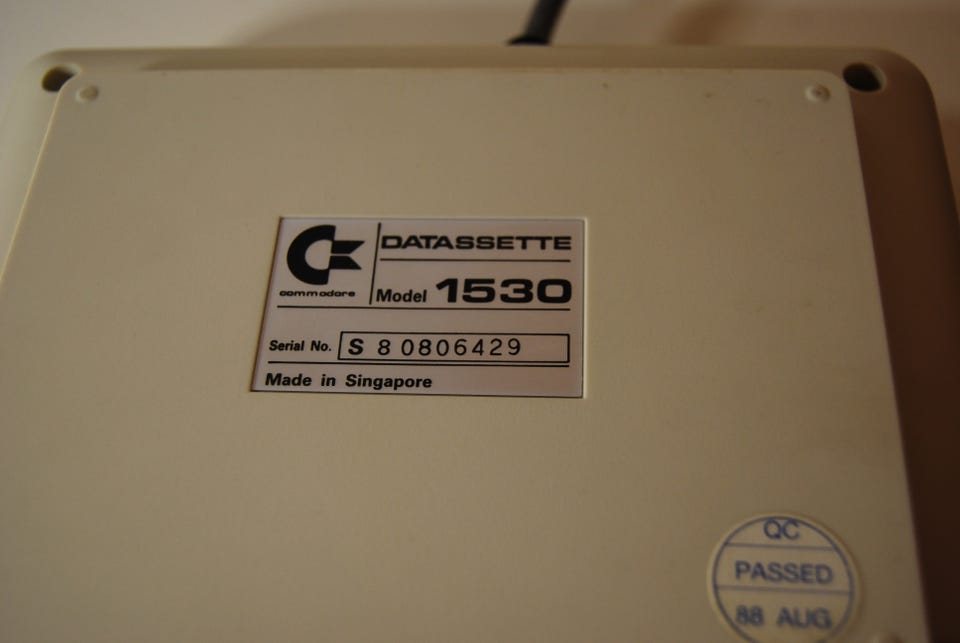 commodore
DATASSETTE
Model 1530
Serial No. S 8 0806429
Made in Singapore
QC
PASSED
88 AUG